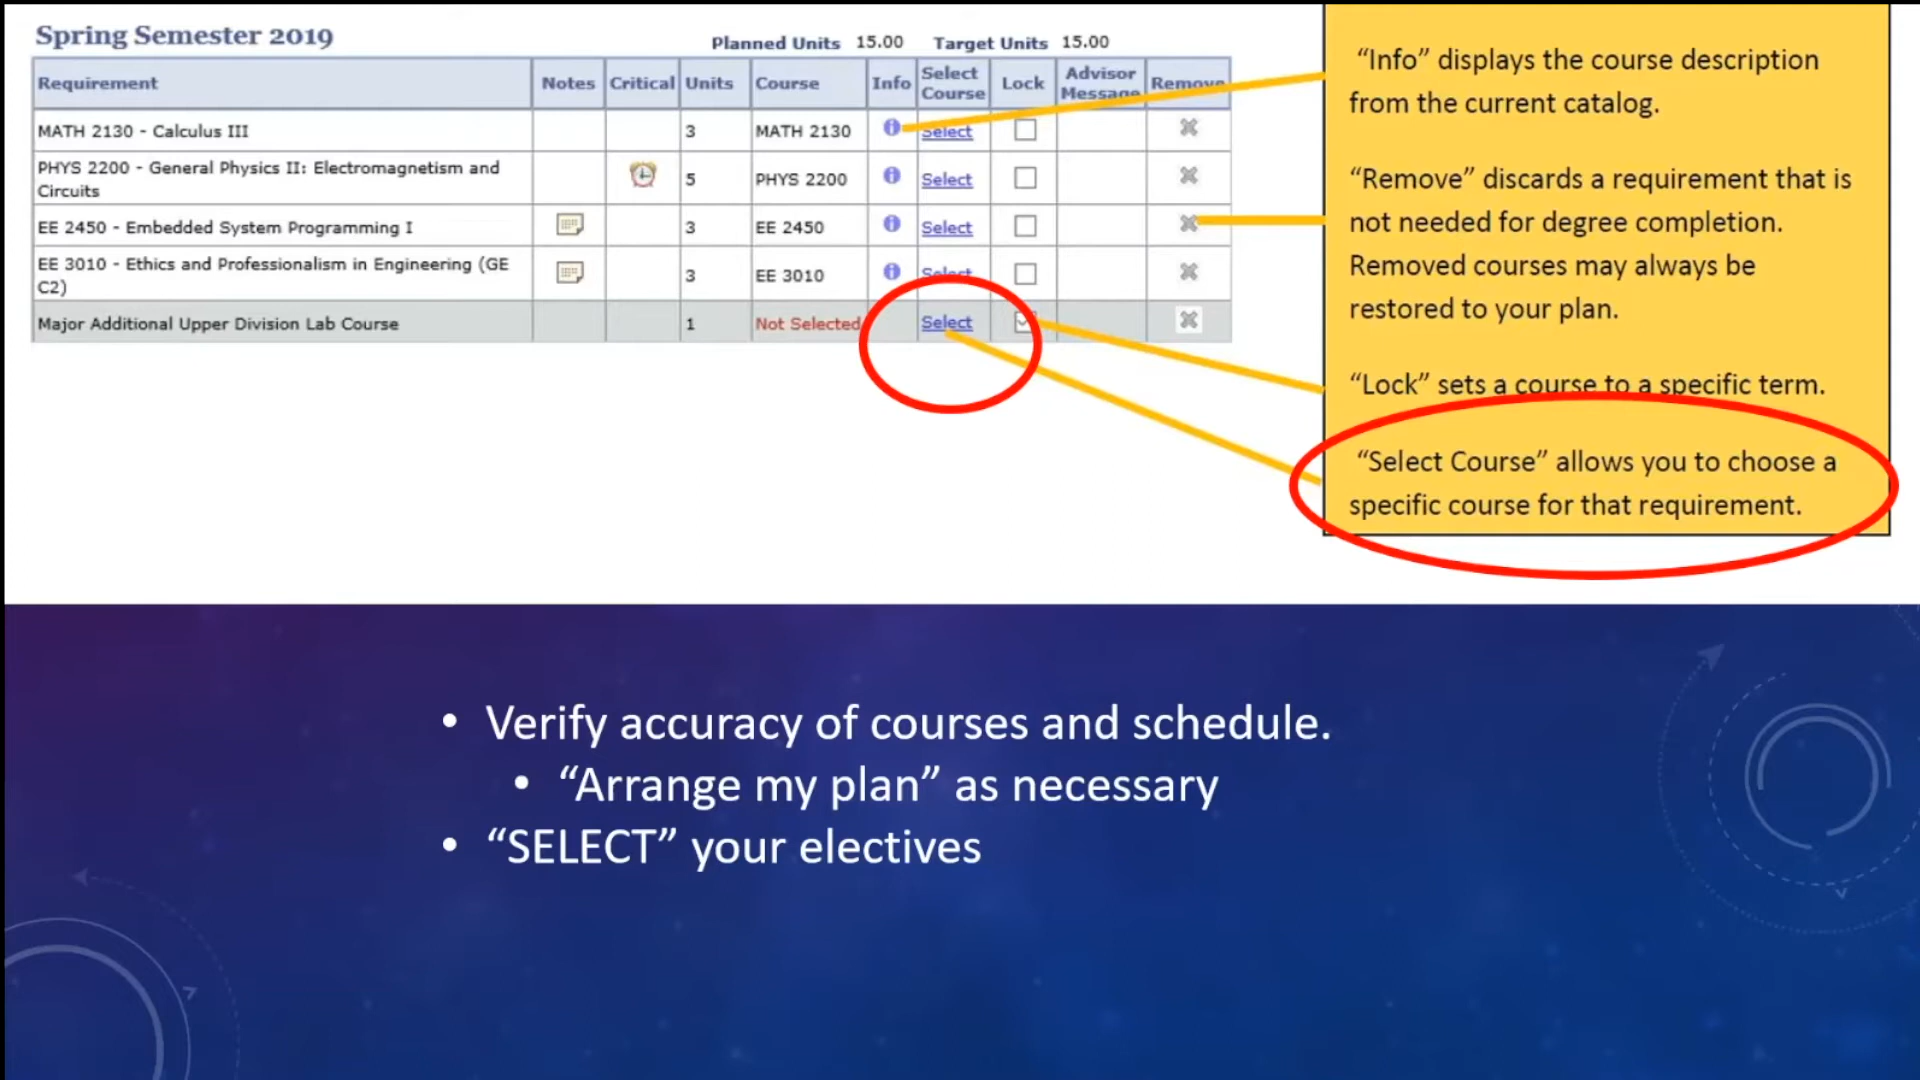 Spring Semester 2019
Planned Units 15.00 Target Units 15.00
Requirement Notes Critical Units Course Info Select Course Lock Advisor Message Remove
MATH 2130 - Calculus III 3 MATH 2130 Select
PHYS 2200 - General Physics II: Electromagnetism and
Circuits 5 PHYS 2200 Select
EE 2450 - Embedded System Programming I 3 EE 2450 Select
EE 3010 - Ethics and Professionalism in Engineering (GE
C2) 3 EE 3010 Select
Major Additional Upper Division Lab Course 1 Not Selected Select
“Info” displays the course description
from the current catalog.
“Remove” discards a requirement that is
not needed for degree completion.
Removed courses may always be
restored to your plan.
“Lock” sets a course to a specific term.
“Select Course” allows you to choose a
specific course for that requirement.
• Verify accuracy of courses and schedule.
• “Arrange my plan” as necessary
• “SELECT” your electives